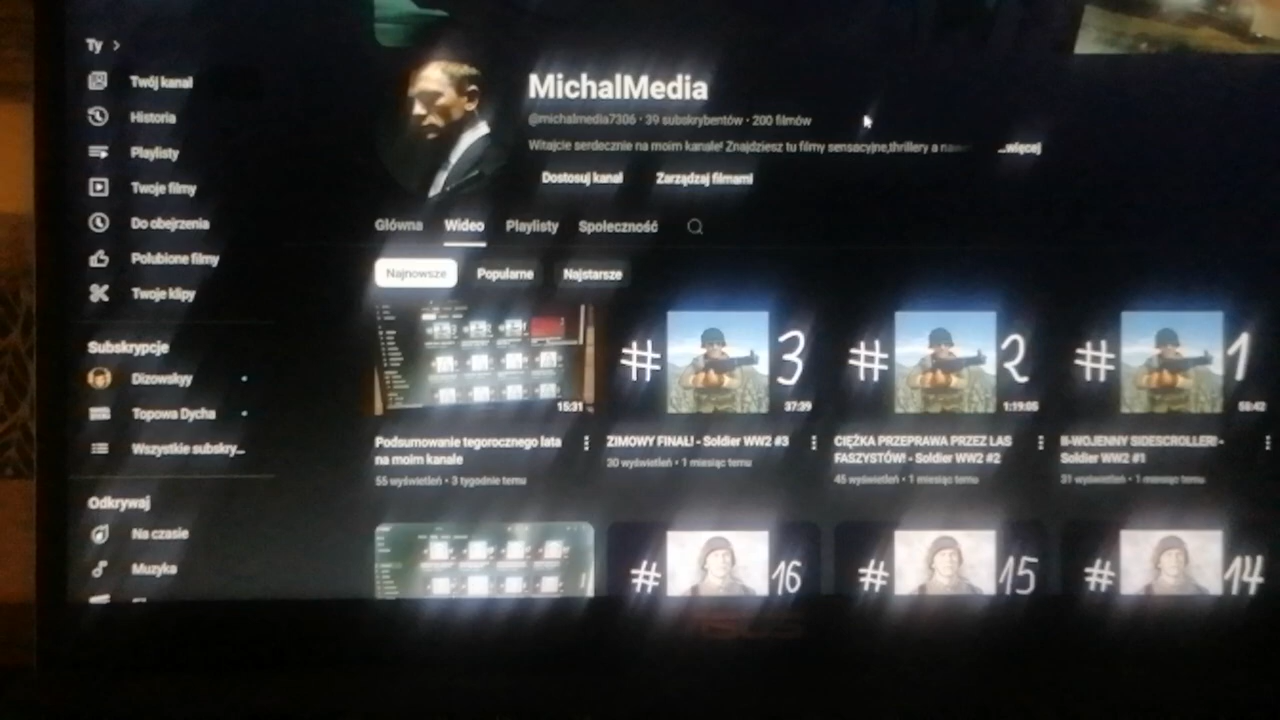 Ty
Twój kanał
Historia
Playlisty
Twoje filmy
Do obejrzenia
Polubione filmy
Twoje klipy
Subskrypcje
Dizowskyy
Topowa Dycha
Wszystkie subskry...
Odkrywaj
Na czasie
Muzyka
MichalMedia
@michalmedia7306 • 39 subskrybentów • 200 filmów
Witajcie serdecznie na moim kanale! Znajdziesz tu filmy sensacyjne,thrillery a ...więcej
Dostosuj kanał Zarządzaj filmami
Główna Wideo Playlisty Społeczność
Najnowsze Popularne Najstarsze
# 3 # 2 # 1
15:31 37:39 1:19:05 58:42
Podsumowanie tegorocznego lata
na moim kanale
55 wyświetleń • 3 tygodnie temu
ZIMOWY FINAŁ! - Soldier WW2 #3
30 wyświetleń • 1 miesiąc temu
CIĘŻKA PRZEPRAWA PRZEZ LAS
FASZYSTÓW! - Soldier WW2 #2
45 wyświetleń • 1 miesiąc temu
II-WOJENNY SIDESCROLLER! -
Soldier WW2 #1
31 wyświetleń • 1 miesiąc temu
# 16 # 15 # 14